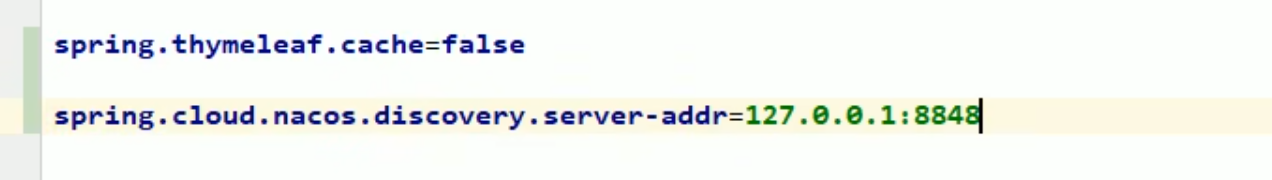 spring.thymeleaf.cache=false
spring.cloud.nacos.discovery.server-addr=127.0.0.1:8848